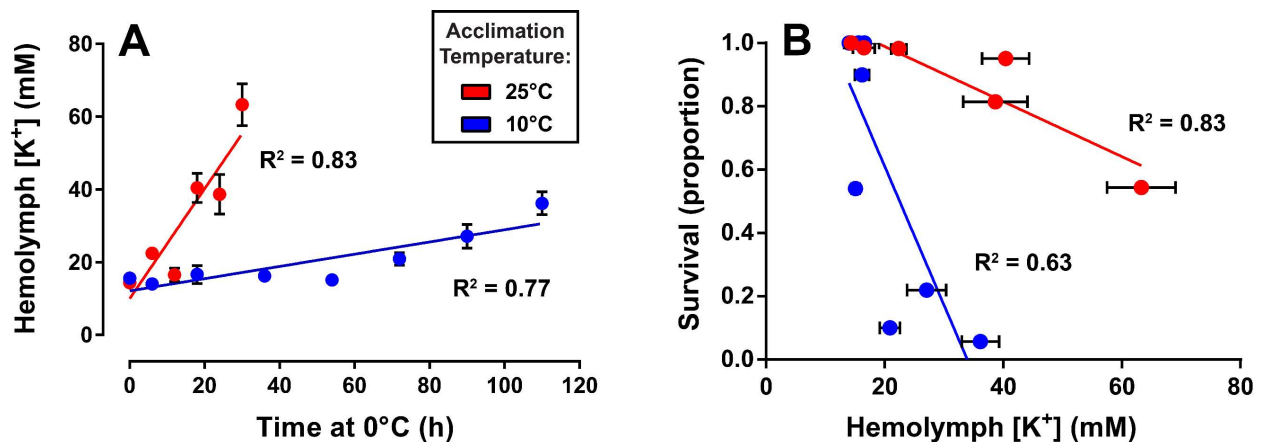 A
Acclimation
Temperature:
25°C
10°C
Hemolymph [K⁺] (mM)
80
60
40
20
0
R² = 0.83
R² = 0.77
0 20 40 60 80 100 120
Time at 0°C (h)
B
Survival (proportion)
1.0
0.8
0.6
0.4
0.2
0.0
R² = 0.83
R² = 0.63
0 20 40 60 80
Hemolymph [K⁺] (mM)